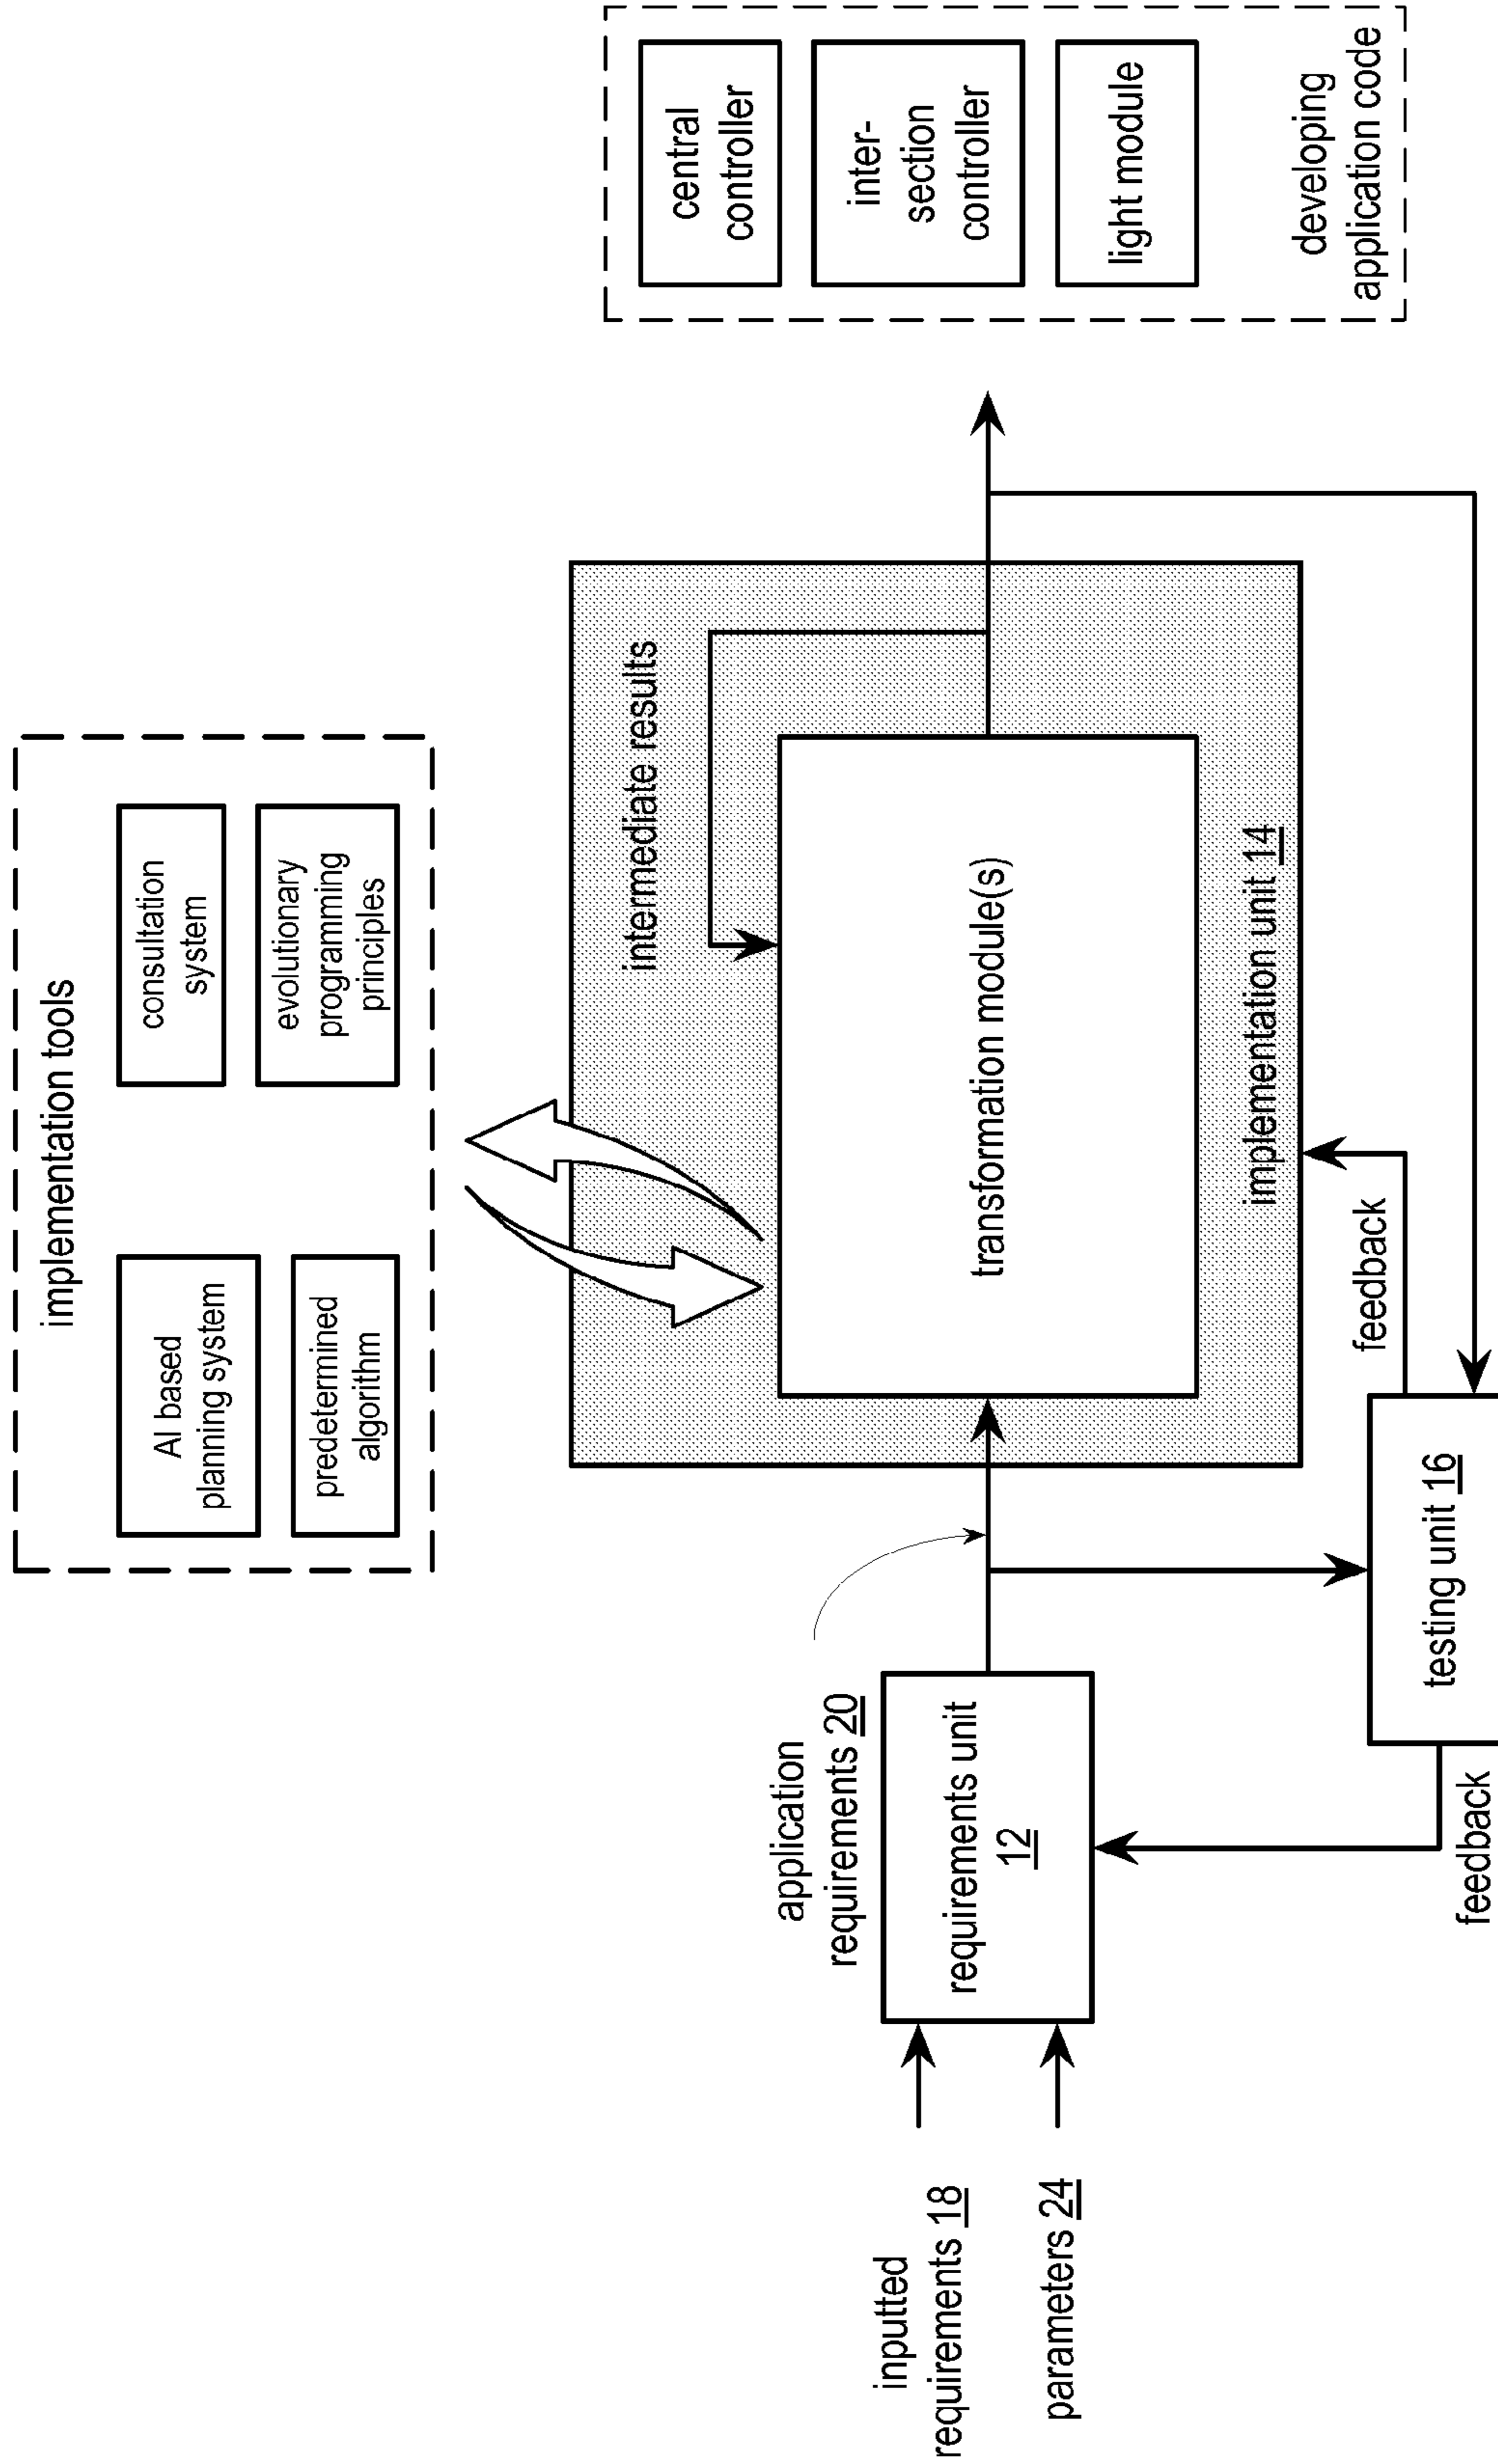 implementation tools
AI based
planning system
consultation
system
predetermined
algorithm
evolutionary
programming
principles
intermediate results
transformation module(s)
implementation unit 14
application
requirements 20
inputted
requirements 18
parameters 24
requirements unit
12
feedback
testing unit 16
feedback
central
controller
inter-
section
controller
light module
developing
application code